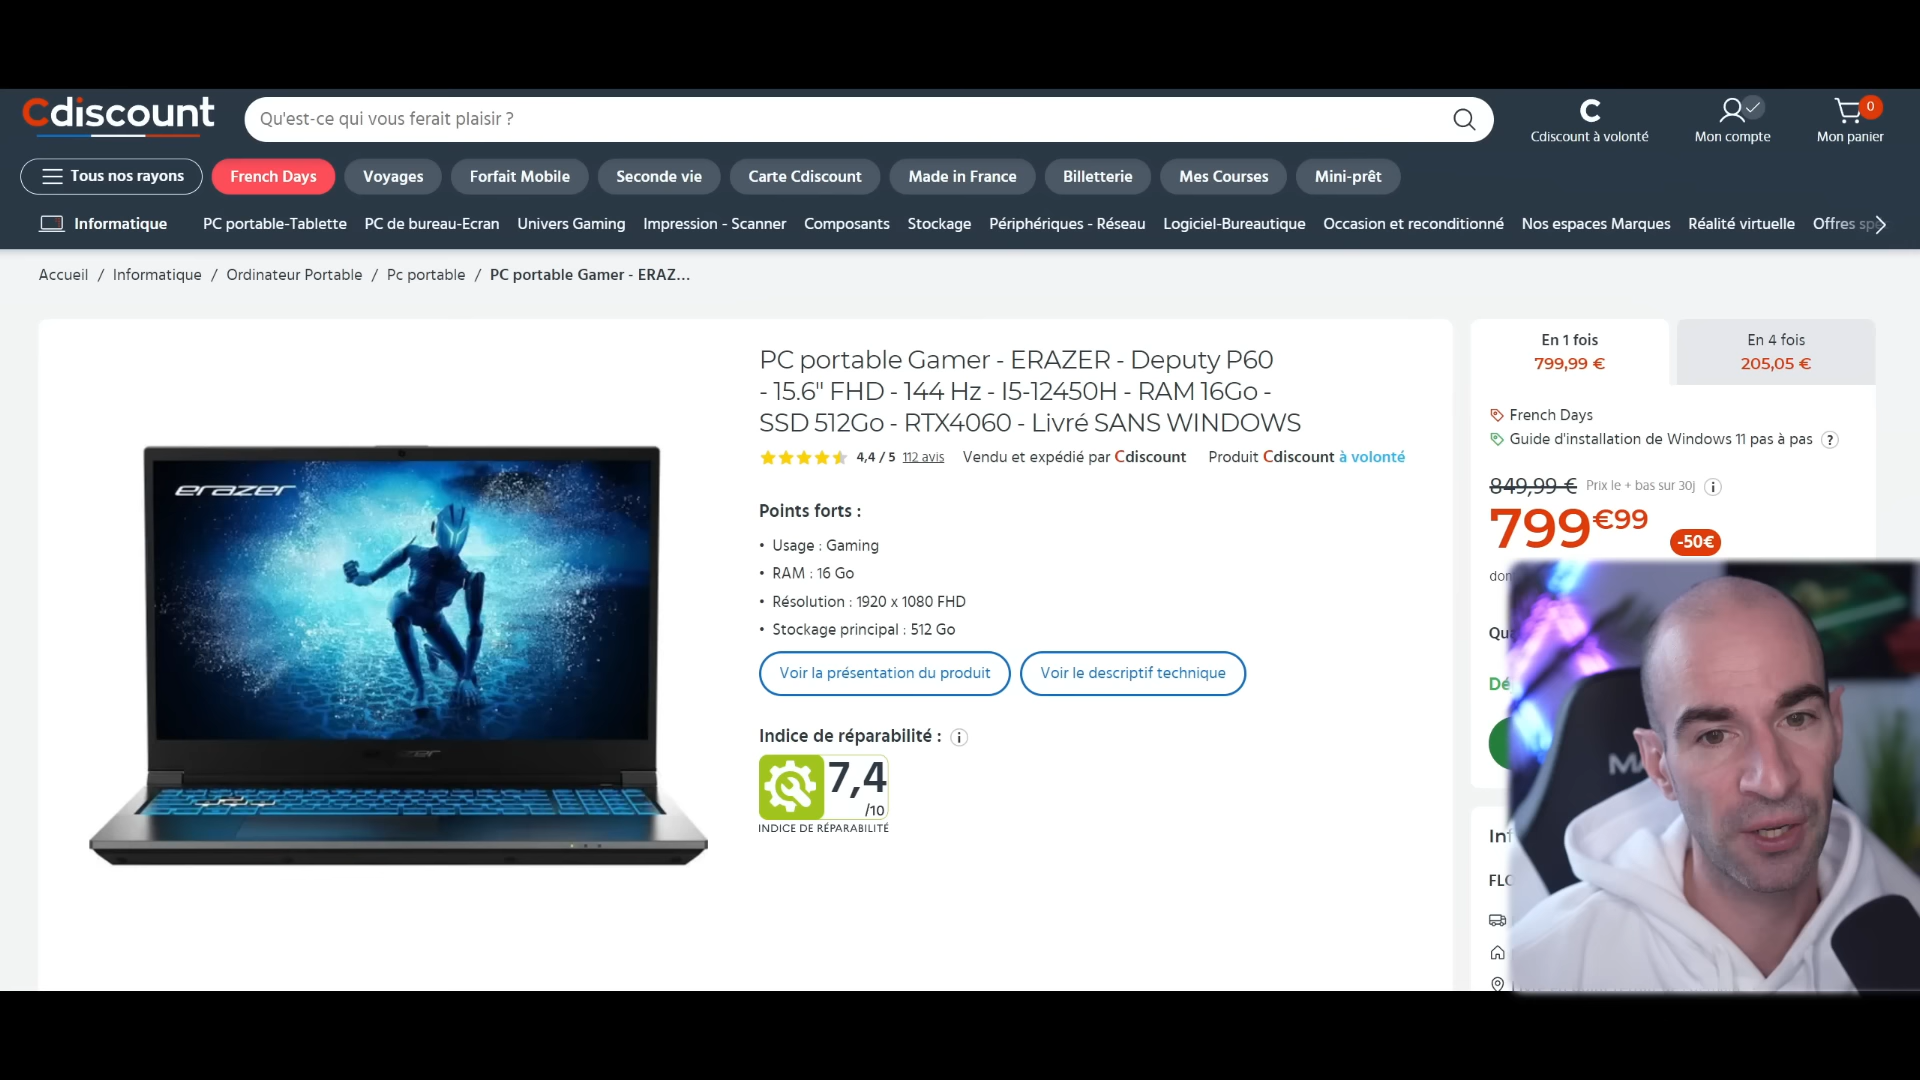 Cdiscount
Qu'est-ce qui vous ferait plaisir ?
Cdiscount à volonté
Mon compte
0
Mon panier
Tous nos rayons
French Days
Voyages
Forfait Mobile
Seconde vie
Carte Cdiscount
Made in France
Billetterie
Mes Courses
Mini-prêt
Informatique
PC portable-Tablette
PC de bureau-Ecran
Univers Gaming
Impression - Scanner
Composants
Stockage
Périphériques - Réseau
Logiciel-Bureautique
Occasion et reconditionné
Nos espaces Marques
Réalité virtuelle
Offres
Accueil / Informatique / Ordinateur Portable / Pc portable / PC portable Gamer - ERAZ...
erazer
PC portable Gamer - ERAZER - Deputy P60
- 15.6" FHD - 144 Hz - I5-12450H - RAM 16Go -
SSD 512Go - RTX4060 - Livré SANS WINDOWS
4,4 / 5 112 avis Vendu et expédié par Cdiscount Produit Cdiscount à volonté
Points forts :
• Usage : Gaming
• RAM : 16 Go
• Résolution : 1920 x 1080 FHD
• Stockage principal : 512 Go
Voir la présentation du produit
Voir le descriptif technique
Indice de réparabilité :
7,4
/10
INDICE DE RÉPARABILITÉ
En 1 fois
799,99 €
En 4 fois
205,05 €
French Days
Guide d'installation de Windows 11 pas à pas ?
849,99 € Prix le + bas sur 30j
799€99
-50€